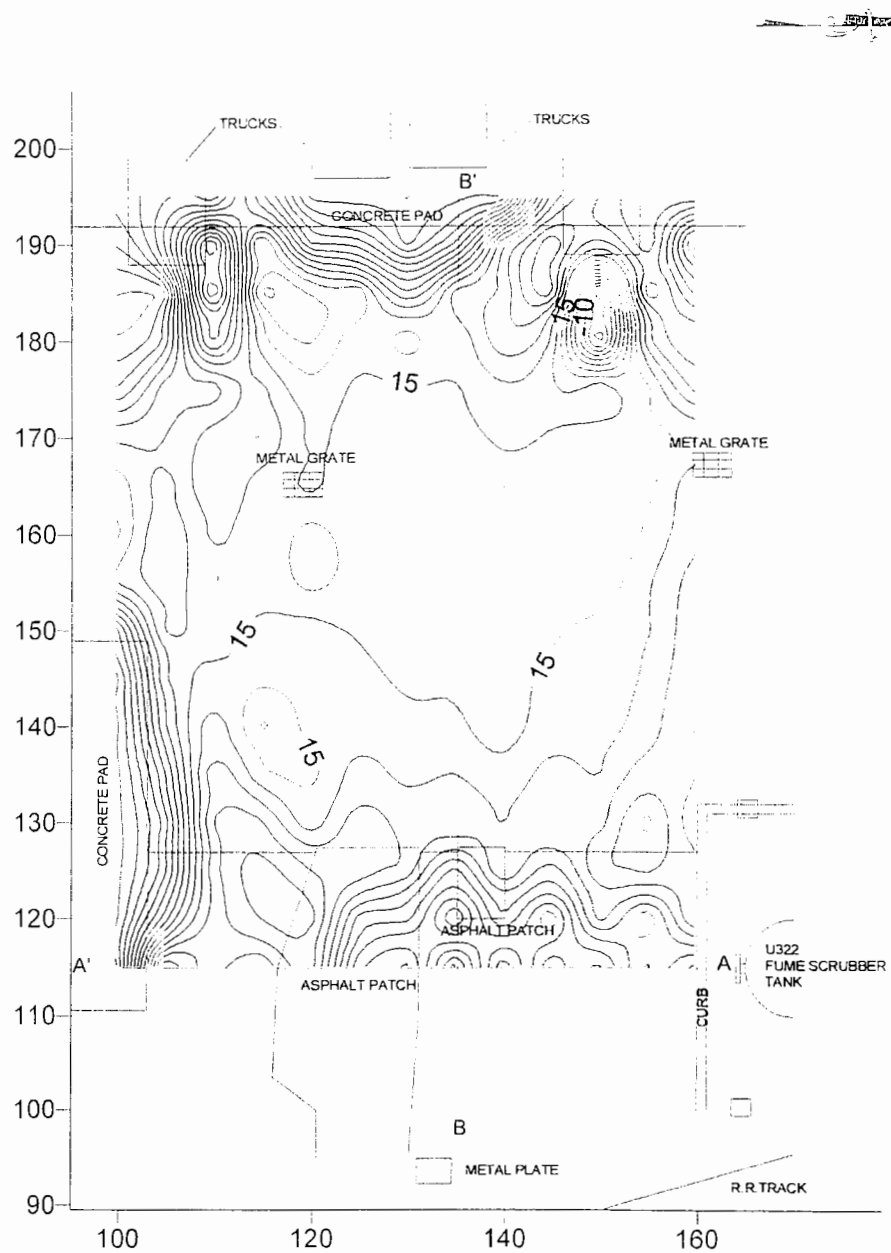 TRUCKS
TRUCKS
200
B'
CONCRETE PAD
190
15
-10
180
15
170
METAL GRATE
METAL GRATE
160
150
15
15
140
15
CONCRETE PAD
130
120
ASPHALT PATCH
A'
A
U322
FUME SCRUBBER
TANK
ASPHALT PATCH
CURB
110
100
B
METAL PLATE
R.R.TRACK
90
100
120
140
160